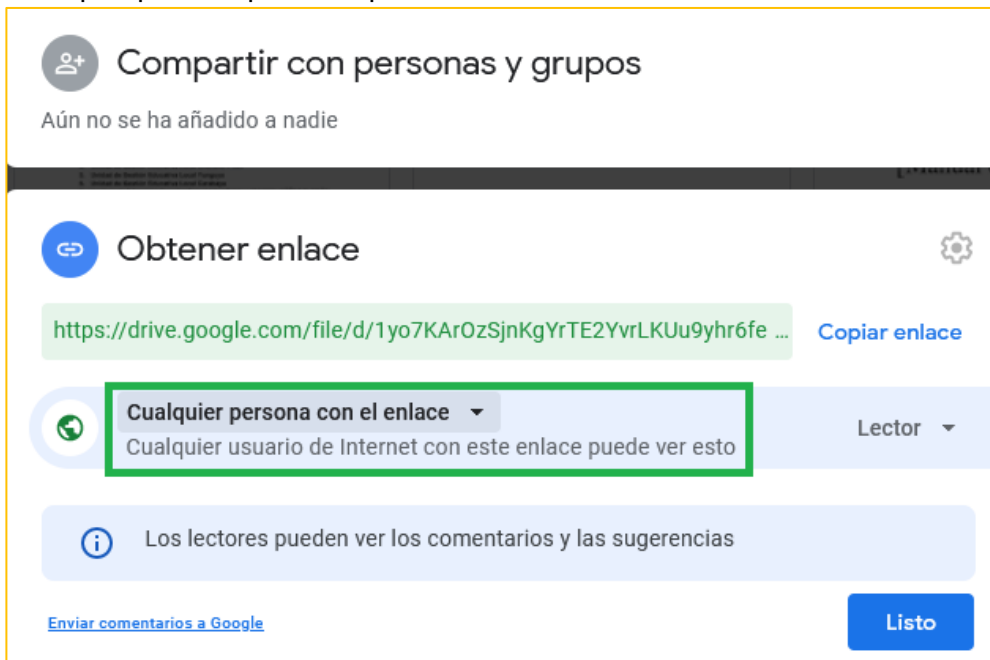 Compartir con personas y grupos
Aún no se ha añadido a nadie
Obtener enlace
https://drive.google.com/file/d/1yo7KArOzSjnKgYrTE2YvrLKUu9yhr6fe ...
Copiar enlace
Cualquier persona con el enlace
Cualquier usuario de Internet con este enlace puede ver esto
Lector
Los lectores pueden ver los comentarios y las sugerencias
Enviar comentarios a Google
Listo